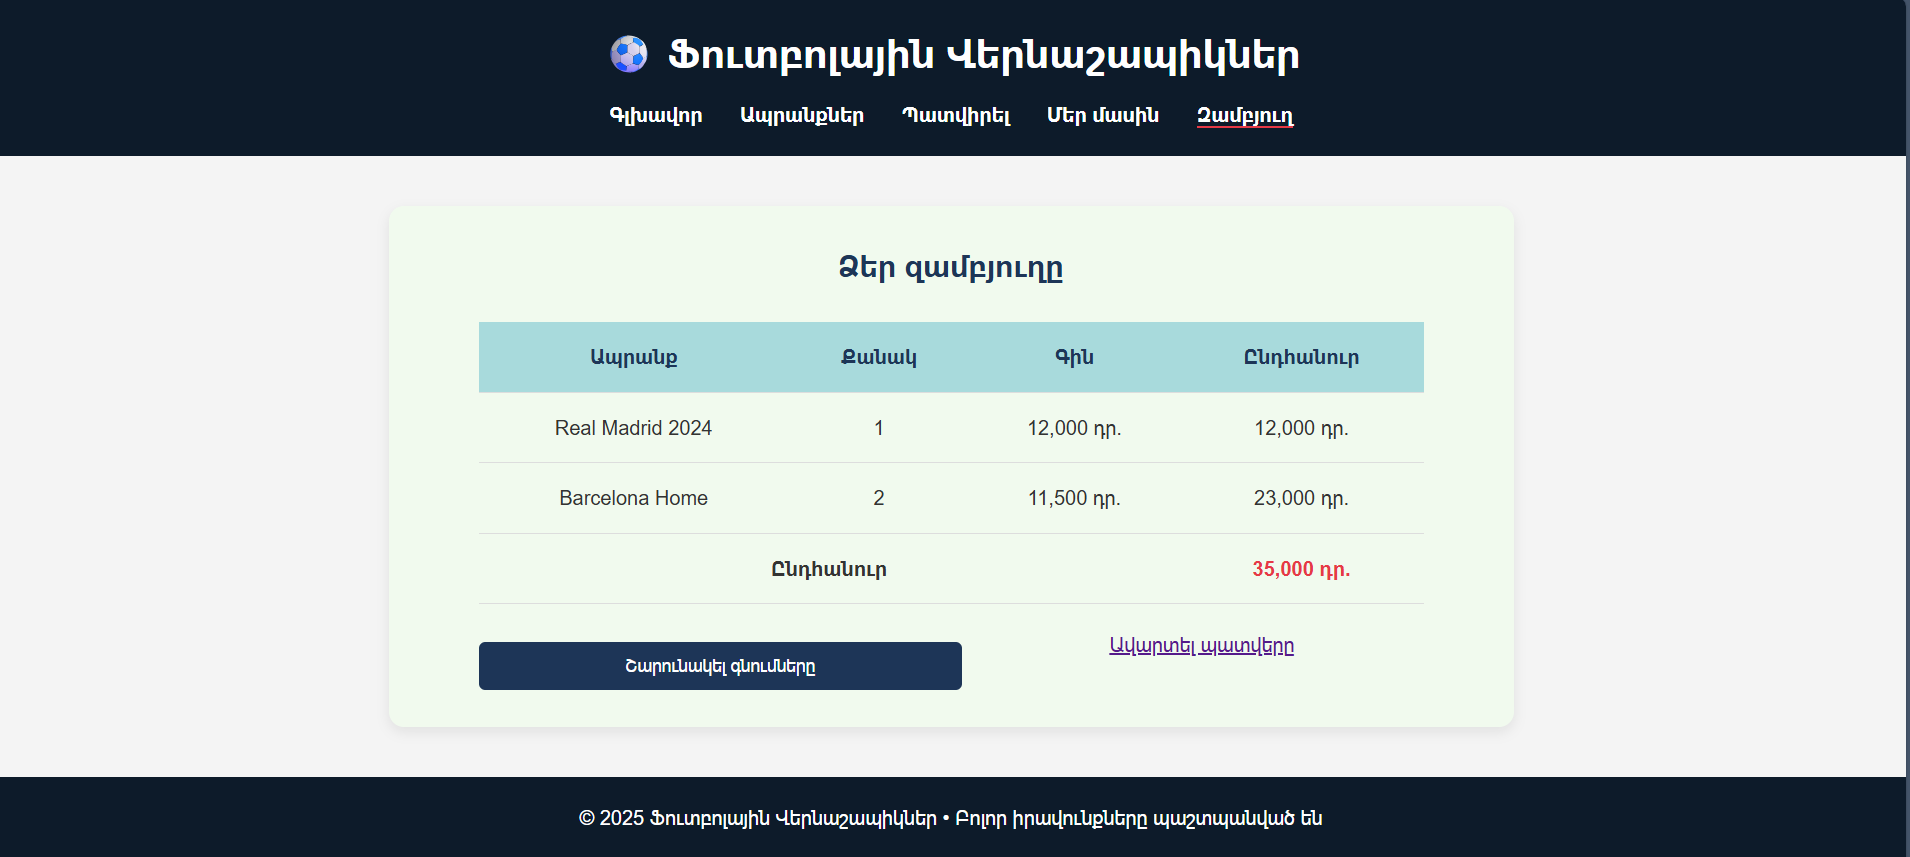 ⚽ Ֆուտբոլային Վերնաշապիկներ
Գլխավոր Ապրանքներ Պատվիրել Մեր մասին Զամբյուղ
Ձեր զամբյուղը
Ապրանք Քանակ Գին Ընդհանուր
Real Madrid 2024 1 12,000 դր. 12,000 դր.
Barcelona Home 2 11,500 դր. 23,000 դր.
Ընդհանուր 35,000 դր.
Շարունակել գնումները Ավարտել պատվերը
© 2025 Ֆուտբոլային Վերնաշապիկներ • Բոլոր իրավունքները պաշտպանված են